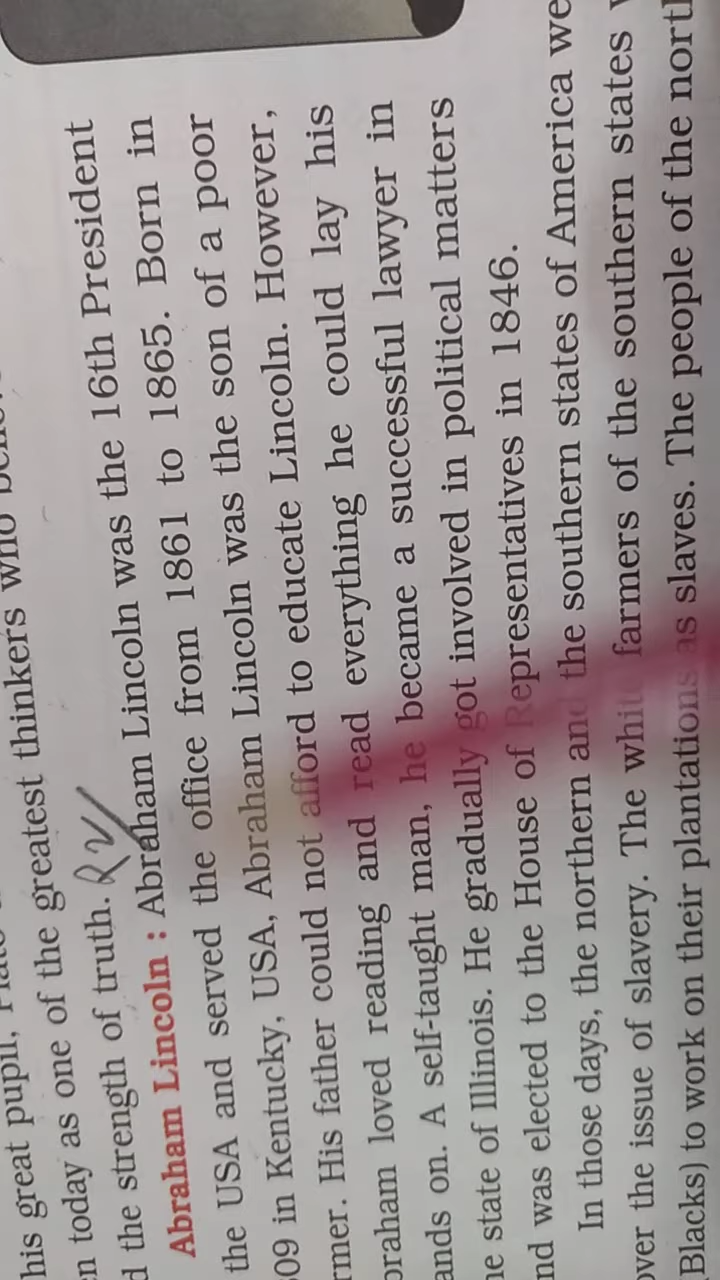 his great pupil,
today as one of the greatest thinkers who
the strength of truth.
Abraham Lincoln : Abraham Lincoln was the 16th President
the USA and served the office from 1861 to 1865. Born in
09 in Kentucky, USA, Abraham Lincoln was the son of a poor
rmer. His father could not afford to educate Lincoln. However,
braham loved reading and read everything he could lay his
ands on. A self-taught man, he became a successful lawyer in
he state of Illinois. He gradually got involved in political matters
nd was elected to the House of Representatives in 1846.
In those days, the northern and the southern states of America we
over the issue of slavery. The white farmers of the southern states
Blacks) to work on their plantations as slaves. The people of the nort